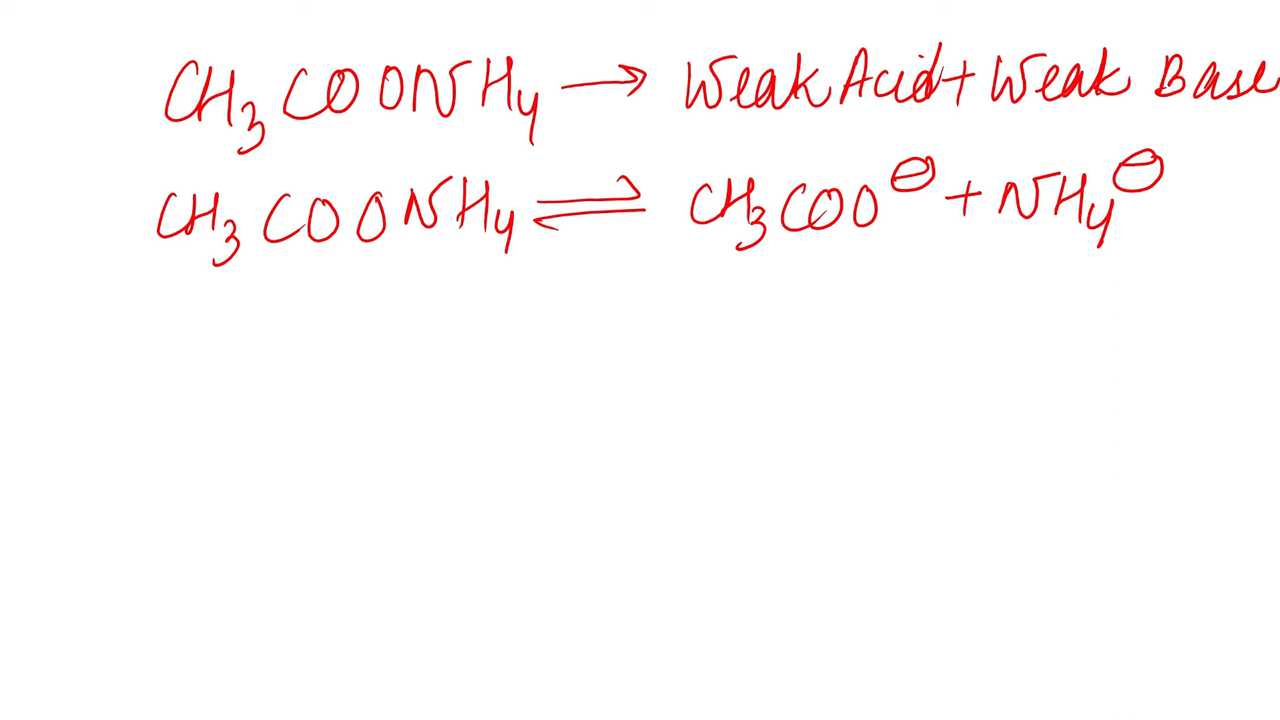 CH₃COONH₄ → Weak Acid + Weak Base
CH₃COONH₄ ⇌ CH₃COO⊖ + NH₄⊖